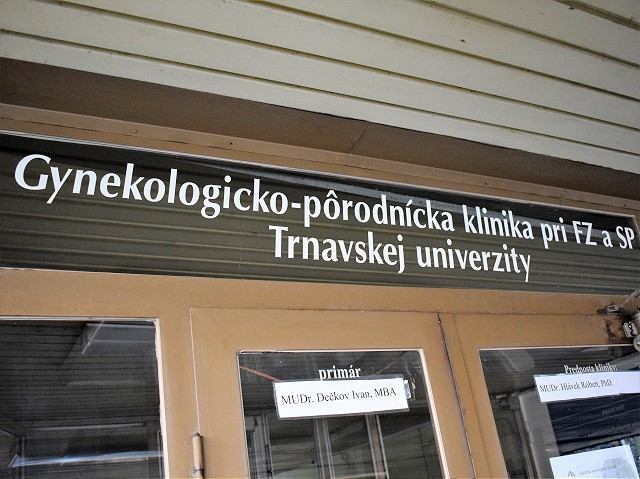 Gynekologicko-pôrodnícka klinika pri FZ a SP
Trnavskej univerzity
primár
MUDr. Dečkov Ivan, MBA
Prednosta kliniky:
MUDr. Hlávek Róbert, PhD.